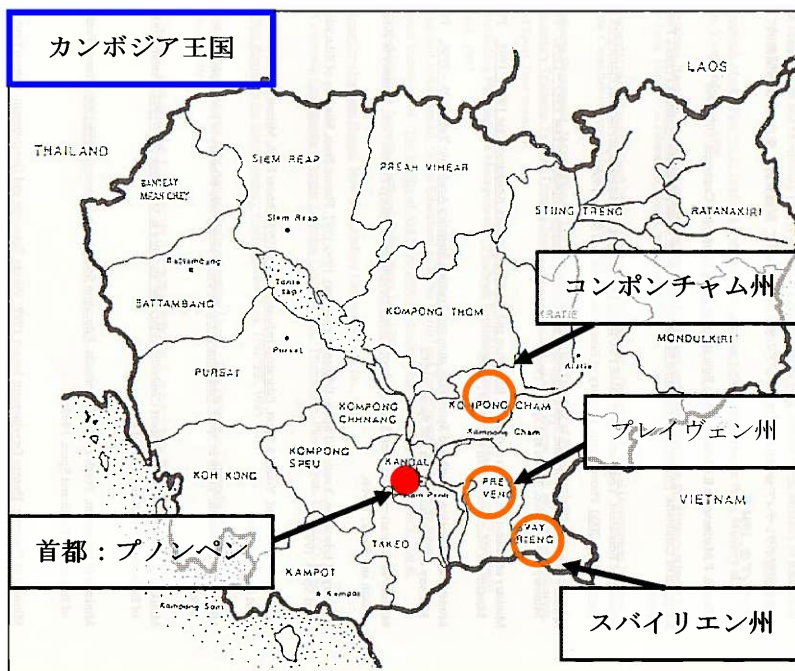 カンボジア王国
LAOS
THAILAND
SIEM REAP
PREAH VIHEAR
BANTEAY
MEAN CHEY
STUNG TRENG
RATANAKIRI
Siem Reap
Battambang
コンポンチャム州
BATTAMBANG
KOMPONG THOM
KRATIE
MONDULKIRI
Pursat
PURSAT
KOMPONG
CHHNANG
KOMPONG CHAM
Kampong Cham
プレイヴェン州
KOMPONG
SPEU
KANDAL
KOH KONG
PRE
VENG
VIETNAM
SVAY
RIENG
首都：プノンペン
TAKEO
KAMPOT
Kampot
Kampong Som
スバイリエン州